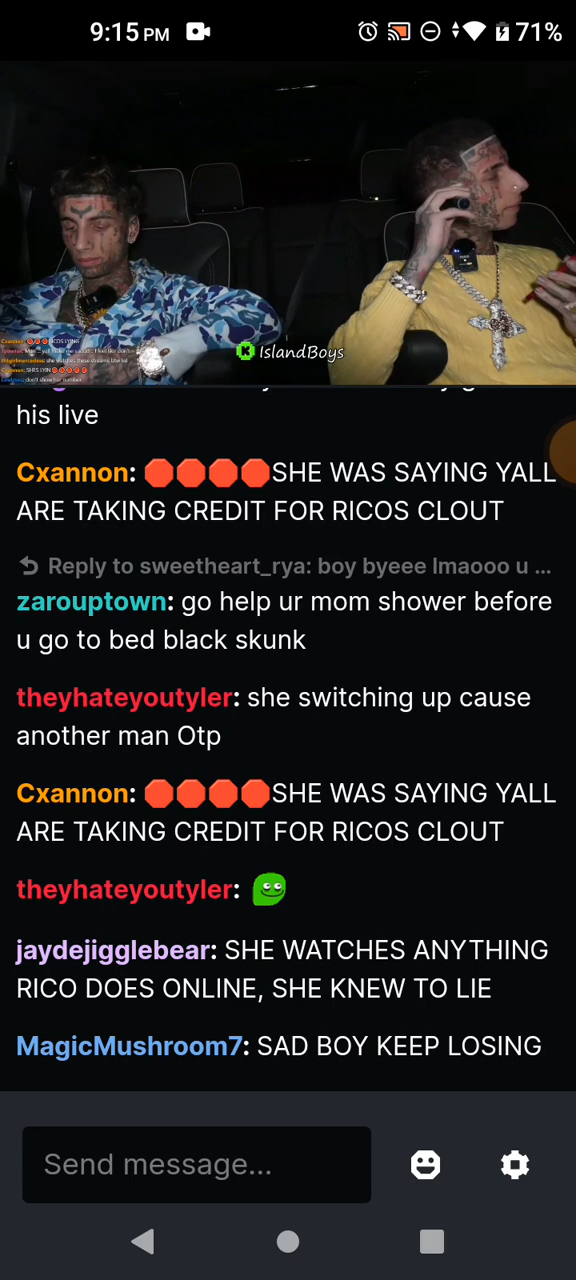 9:15 PM 71%
IslandBoys
his live
Cxannon: 🛑🛑🛑🛑SHE WAS SAYING YALL
ARE TAKING CREDIT FOR RICOS CLOUT
Reply to sweetheart_rya: boy byeee lmaooo u ...
zarouptown: go help ur mom shower before
u go to bed black skunk
theyhateyoutyler: she switching up cause
another man Otp
Cxannon: 🛑🛑🛑🛑SHE WAS SAYING YALL
ARE TAKING CREDIT FOR RICOS CLOUT
theyhateyoutyler:
jaydejigglebear: SHE WATCHES ANYTHING
RICO DOES ONLINE, SHE KNEW TO LIE
MagicMushroom7: SAD BOY KEEP LOSING
Send message...